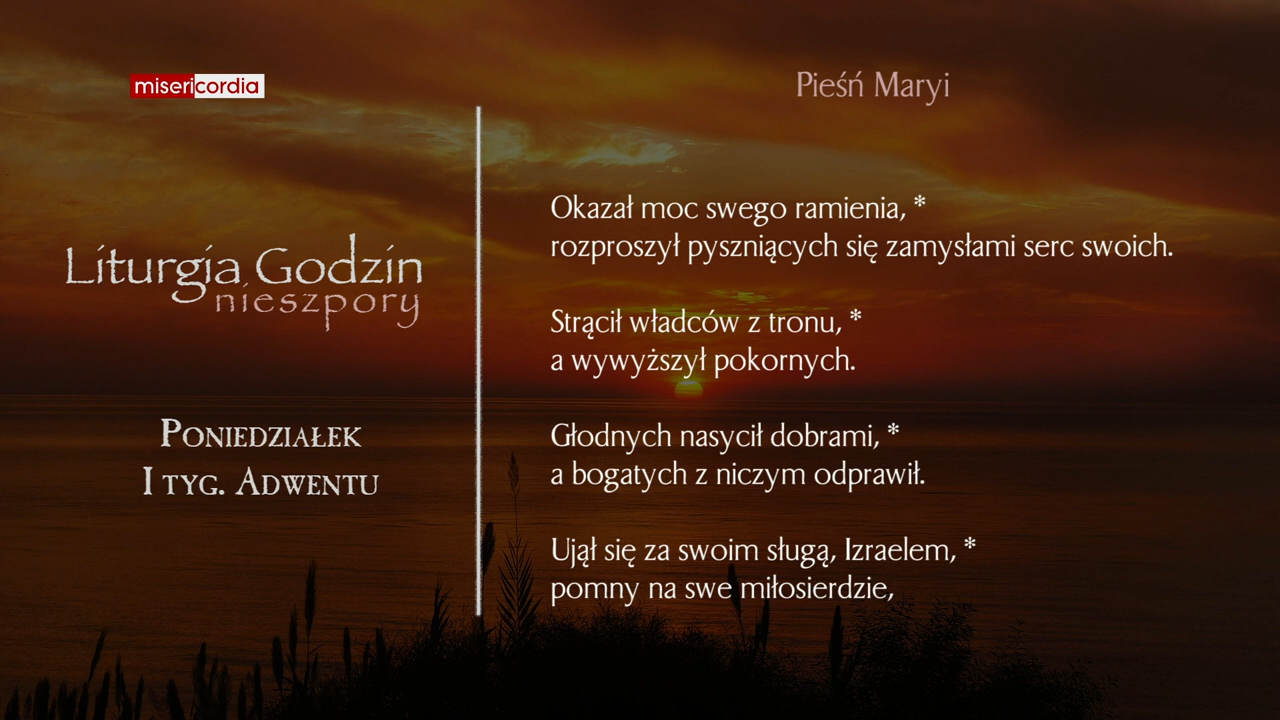 misericordia
Liturgia Godzin
nieszpory
Poniedziałek
I tyg. Adwentu
Pieśń Maryi
Okazał moc swego ramienia, *
rozproszył pyszniących się zamysłami serc swoich.
Strącił władców z tronu, *
a wywyższył pokornych.
Głodnych nasycił dobrami, *
a bogatych z niczym odprawił.
Ujął się za swoim sługą, Izraelem, *
pomny na swe miłosierdzie,